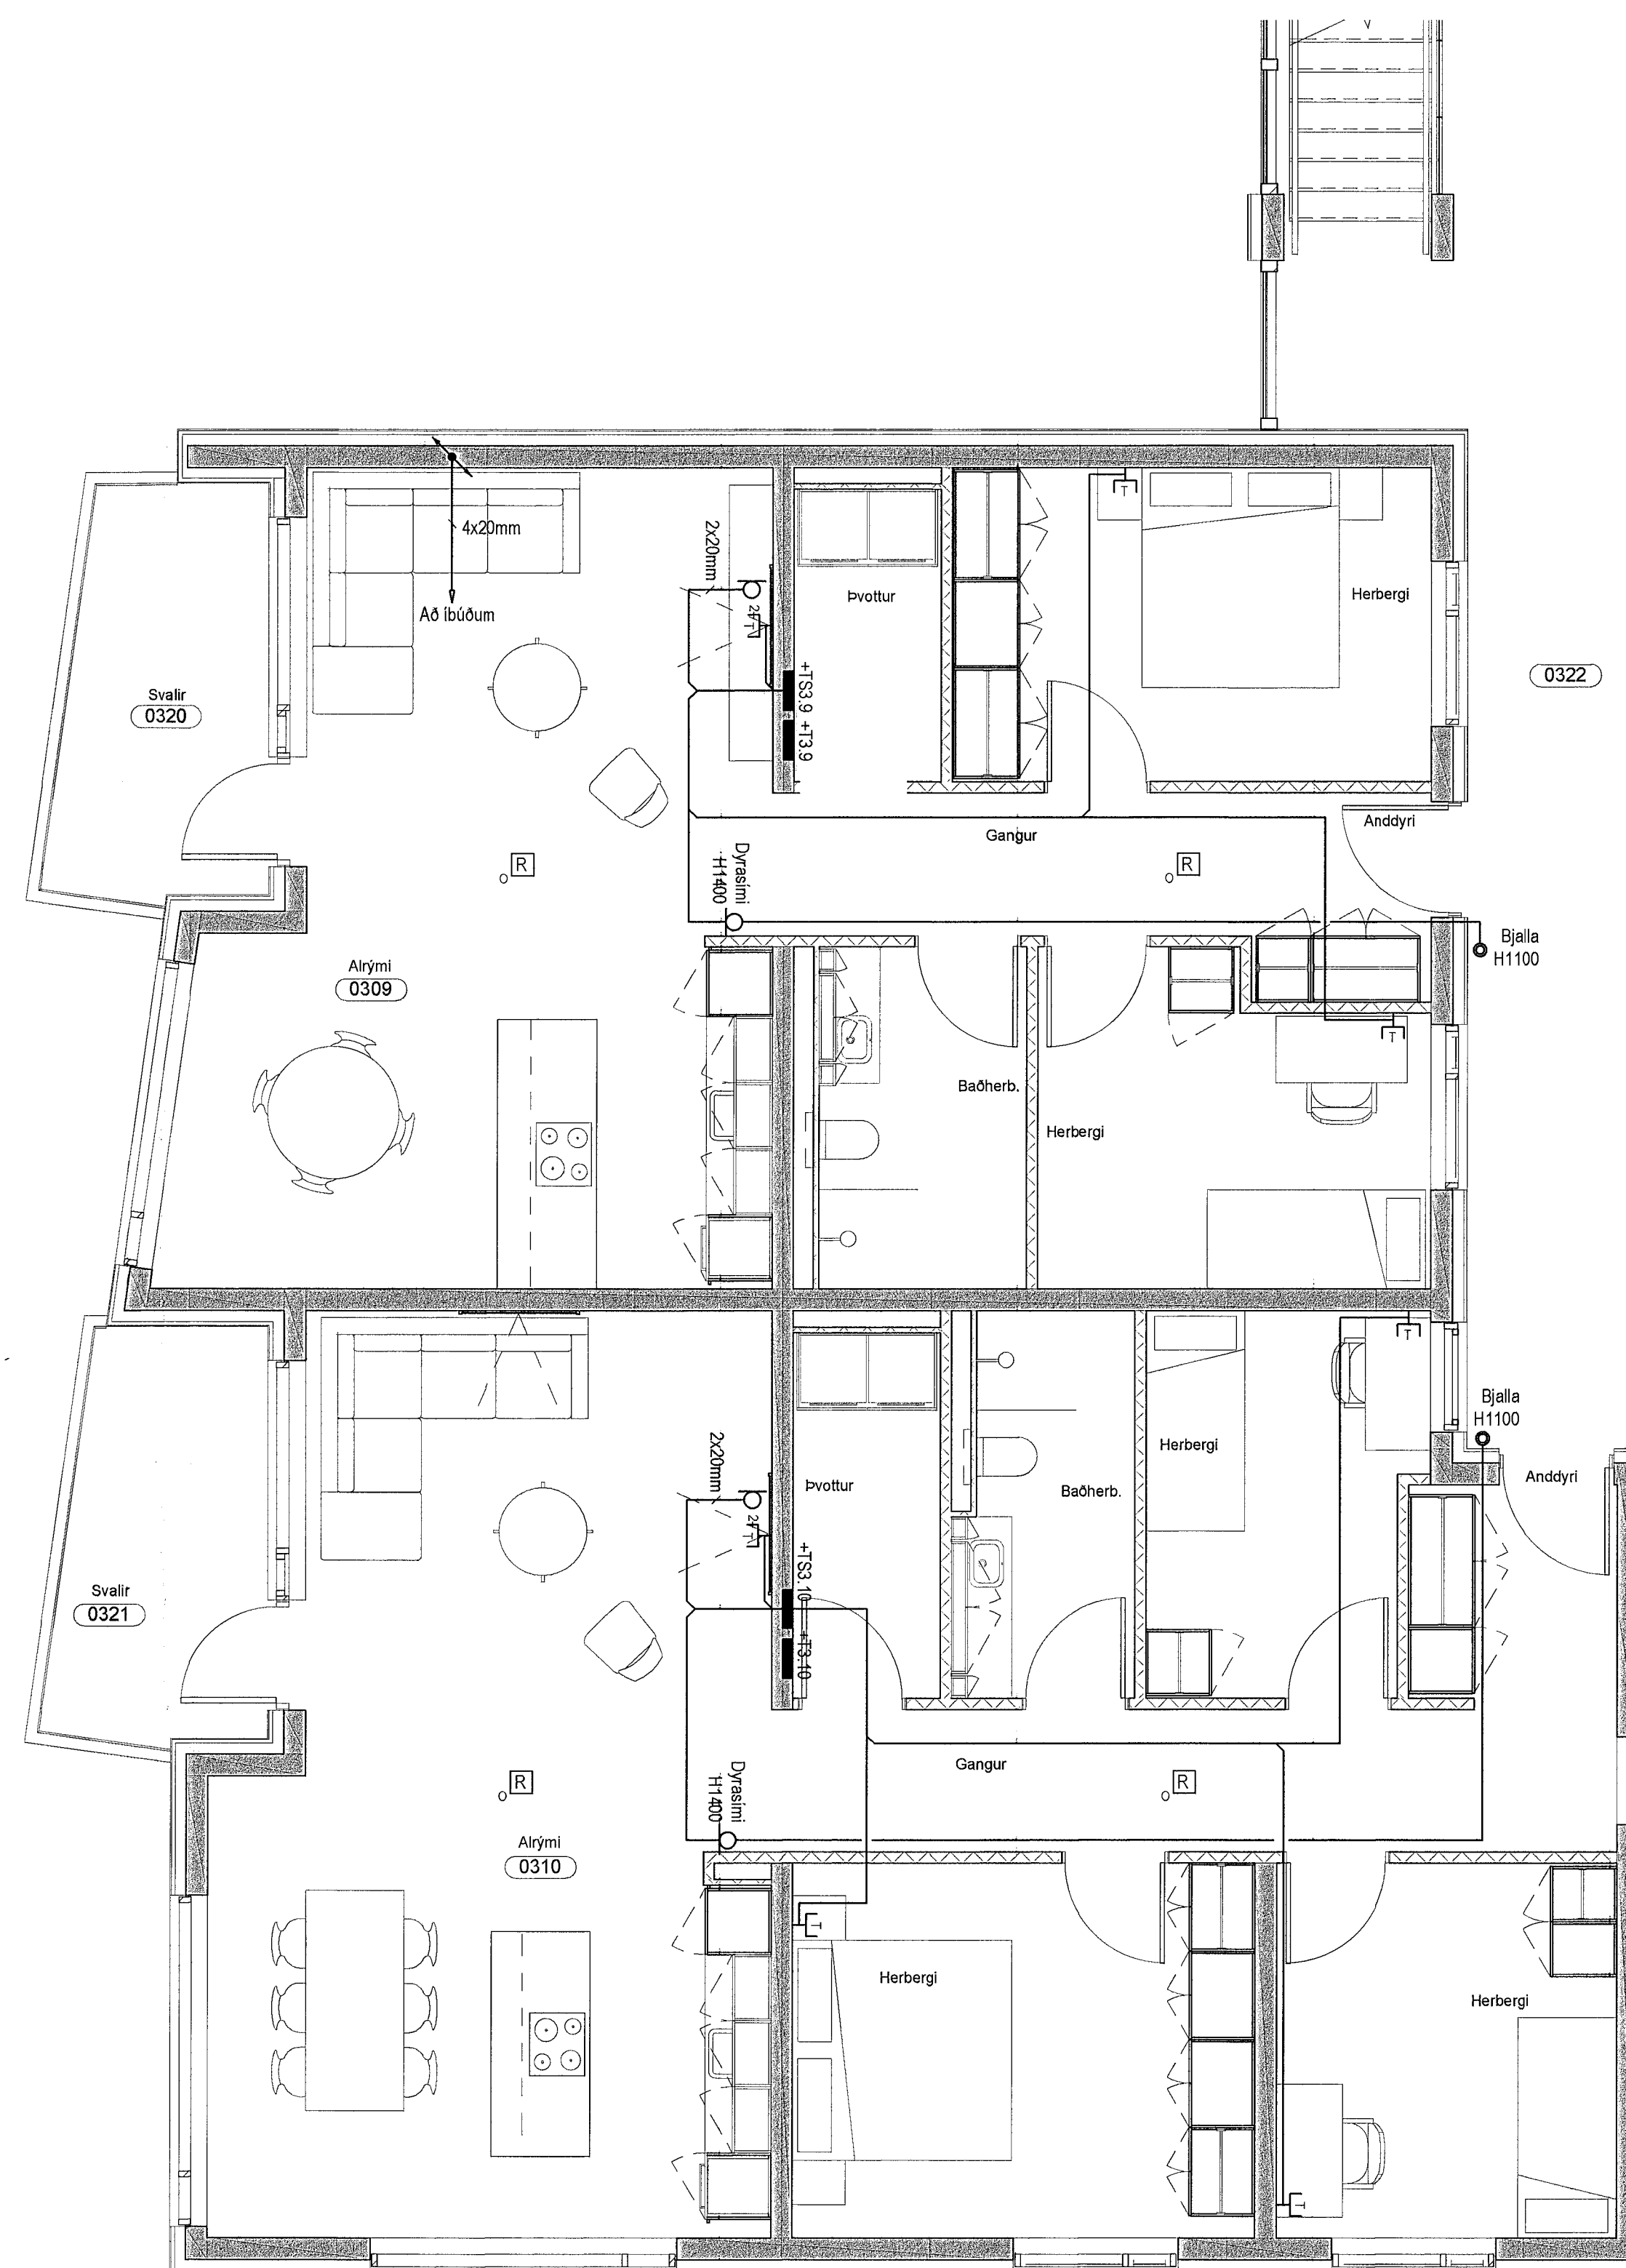 4x20mm
Að íbúðum
2x20mm
2T
+TS3.9 +T3.9
Þvottur
T
Herbergi
0322
Svalir
0320
R
Gangur
R
Anddyri
Dyrasími
H1400
Bjalla
H1100
Alrými
0309
T
Baðherb.
Herbergi
T
2x20mm
2T
+TS3.10 +T3.10
Þvottur
Herbergi
Baðherb.
Bjalla
H1100
Anddyri
Svalir
0321
R
Gangur
R
Dyrasími
H1400
Alrými
0310
T
Herbergi
Herbergi
T